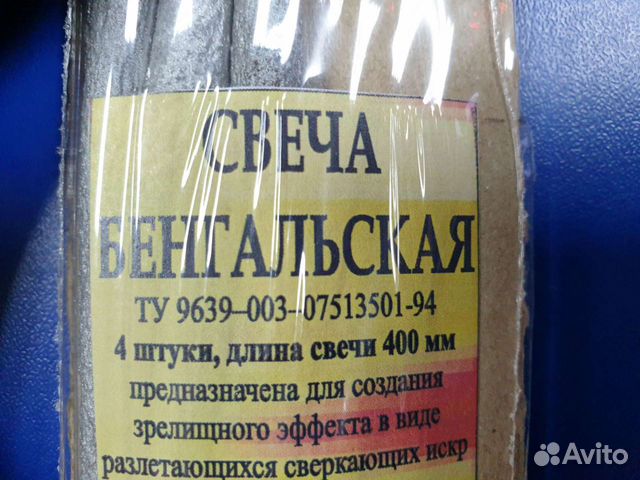 СВЕЧА
БЕНГАЛЬСКАЯ
ТУ 9639–003–07513501-94
4 штуки, длина свечи 400 мм
предназначена для создания
зрелищного эффекта в виде
разлетающихся сверкающих искр
Avito